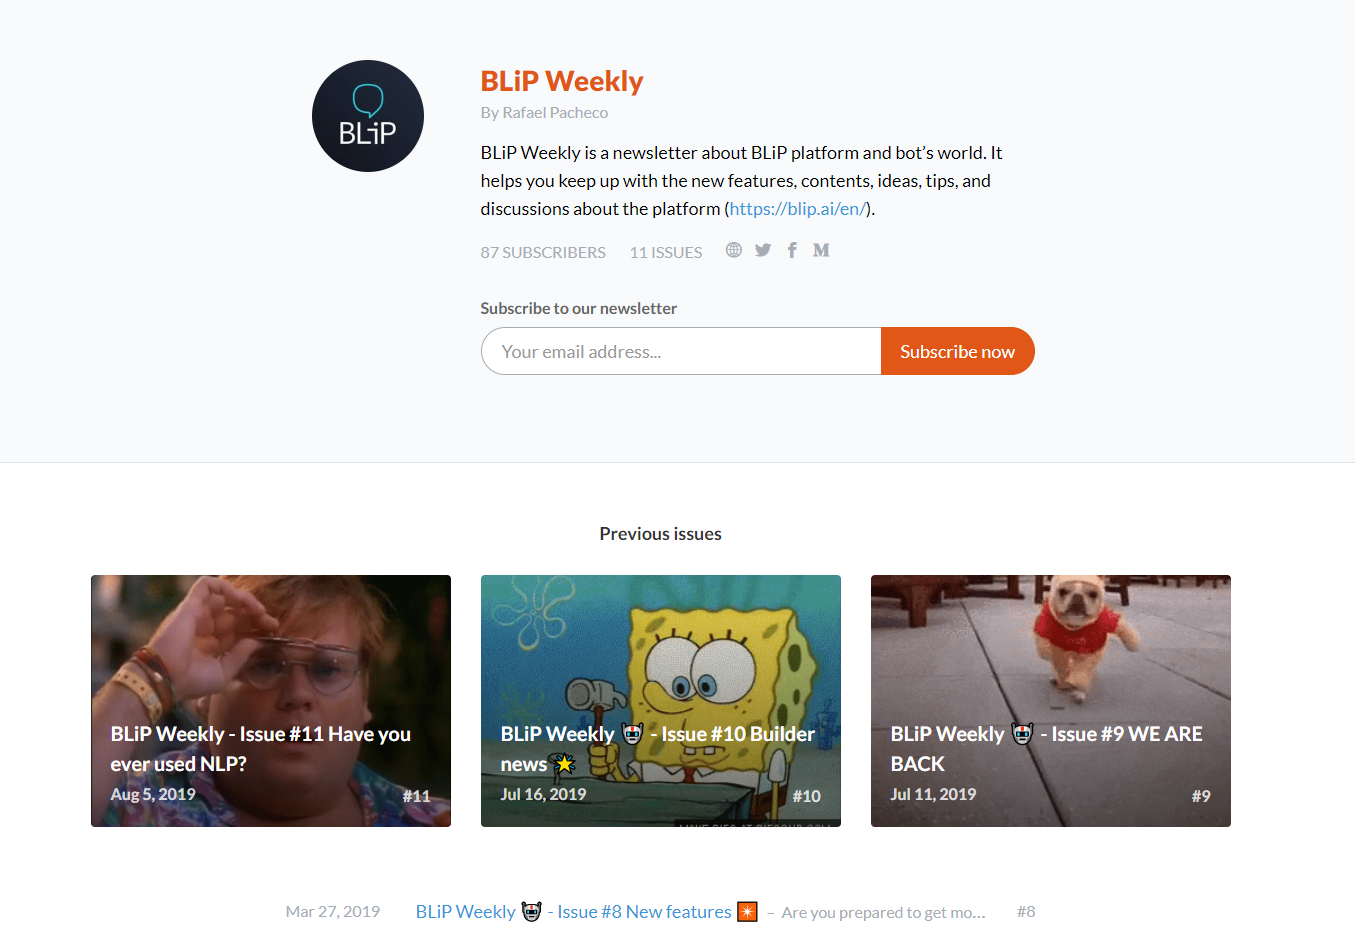 BLiP
BLiP Weekly
By Rafael Pacheco
BLiP Weekly is a newsletter about BLiP platform and bot's world. It
helps you keep up with the new features, contents, ideas, tips, and
discussions about the platform (https://blip.ai/en/).
87 SUBSCRIBERS 11 ISSUES
Subscribe to our newsletter
Your email address... Subscribe now
Previous issues
BLiP Weekly - Issue #11 Have you
ever used NLP?
Aug 5, 2019 #11
BLiP Weekly 🤖 - Issue #10 Builder
news 🌟
Jul 16, 2019 #10
BLiP Weekly 🤖 - Issue #9 WE ARE
BACK
Jul 11, 2019 #9
Mar 27, 2019 BLiP Weekly 🤖 - Issue #8 New features ✴️ – Are you prepared to get mo... #8